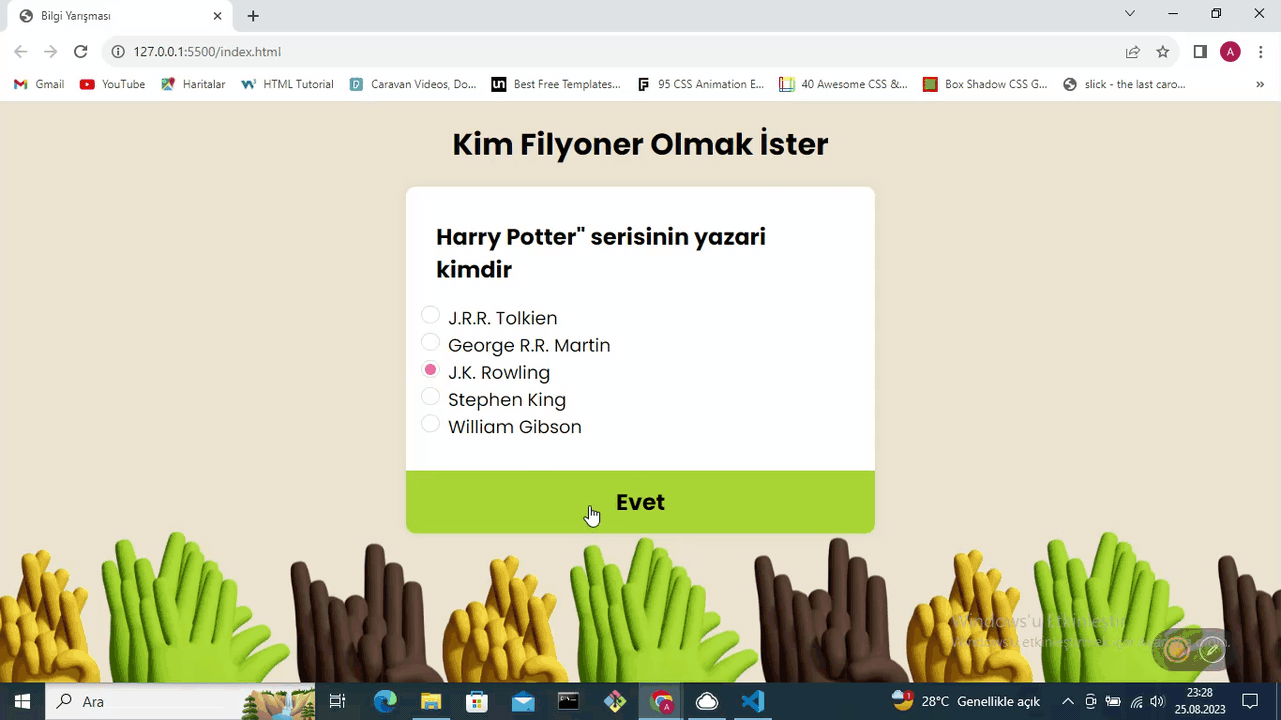 Bilgi Yarışması
127.0.0.1:5500/index.html
A
Gmail
YouTube
Haritalar
HTML Tutorial
Caravan Videos, Do...
Best Free Templates...
95 CSS Animation E...
40 Awesome CSS &...
Box Shadow CSS G...
slick - the last caro...
»
Kim Filyoner Olmak İster
Harry Potter" serisinin yazari
kimdir
J.R.R. Tolkien
George R.R. Martin
J.K. Rowling
Stephen King
William Gibson
Evet
Windows'u Etkinleştir
Ara
1
28°C Genellikle açık
23:28
25.08.2023